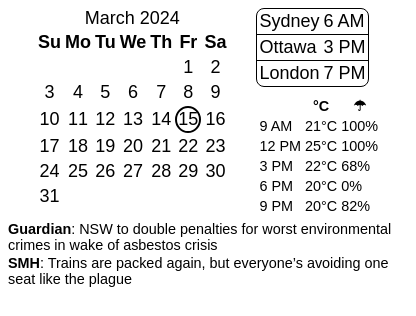 March 2024
Su Mo Tu We Th Fr Sa
1 2
3 4 5 6 7 8 9
10 11 12 13 14 15 16
17 18 19 20 21 22 23
24 25 26 27 28 29 30
31
Sydney 6 AM
Ottawa 3 PM
London 7 PM
°C ☂
9 AM 21°C 100%
12 PM 25°C 100%
3 PM 22°C 68%
6 PM 20°C 0%
9 PM 20°C 82%
Guardian: NSW to double penalties for worst environmental
crimes in wake of asbestos crisis
SMH: Trains are packed again, but everyone’s avoiding one
seat like the plague